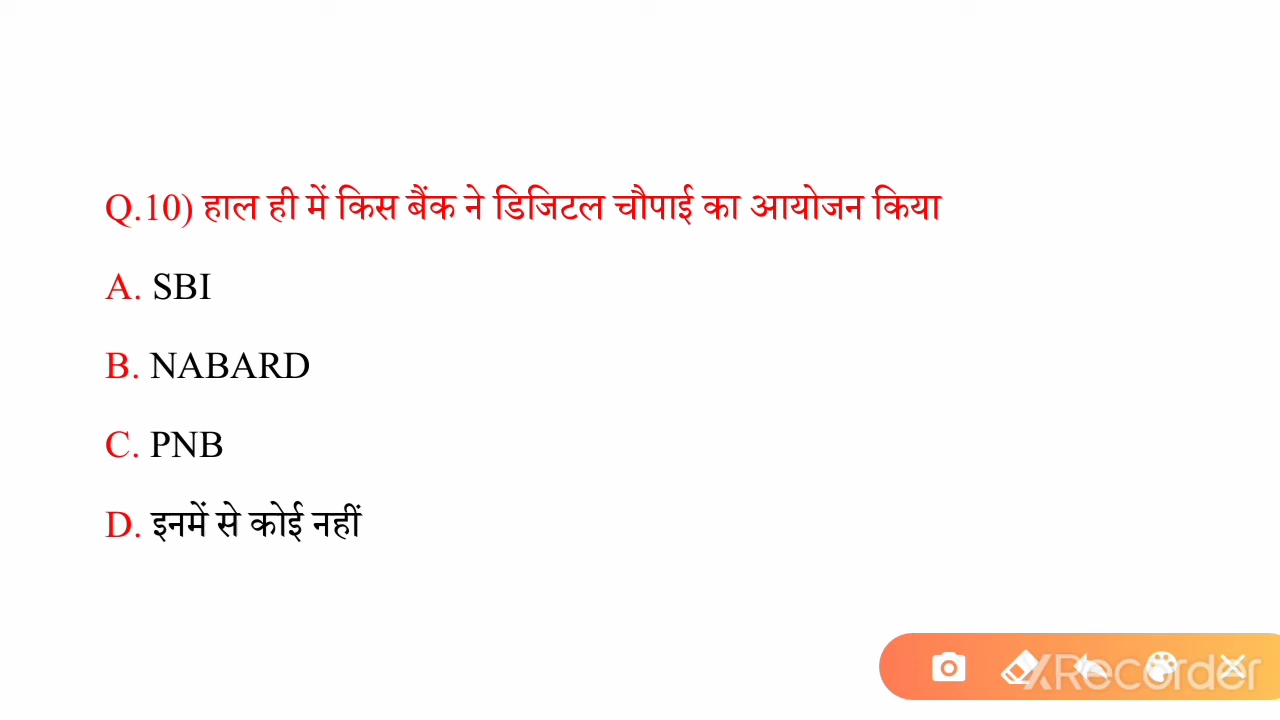 Q.10) हाल ही में किस बैंक ने डिजिटल चौपाई का आयोजन किया
A. SBI
B. NABARD
C. PNB
D. इनमें से कोई नहीं
XRecorder